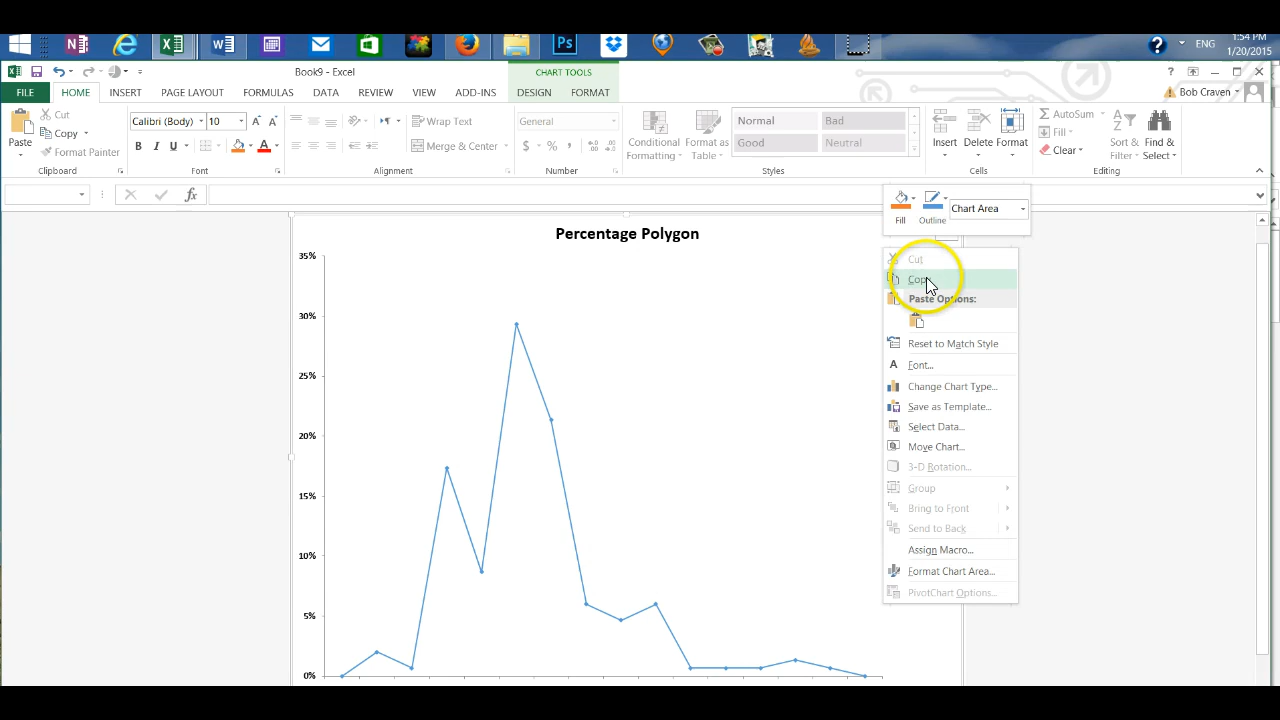 1:54 PM
ENG
1/20/2015
Book9 - Excel
CHART TOOLS
FILE HOME INSERT PAGE LAYOUT FORMULAS DATA REVIEW VIEW ADD-INS DESIGN FORMAT
Bob Craven
Paste
Cut
Copy
Format Painter
Clipboard
Calibri (Body) 10
B I U
Font
Wrap Text
Merge & Center
Alignment
General
$ %
Number
Conditional Formatting
Format as Table
Normal Bad
Good Neutral
Styles
Insert Delete Format
Cells
AutoSum
Fill
Clear
Sort & Filter
Find & Select
Editing
fx
Fill Outline
Chart Area
Percentage Polygon
35%
30%
25%
20%
15%
10%
5%
0%
Cut
Copy
Paste Options:
Reset to Match Style
Font...
Change Chart Type...
Save as Template...
Select Data...
Move Chart...
3-D Rotation...
Group
Bring to Front
Send to Back
Assign Macro...
Format Chart Area...
PivotChart Options...